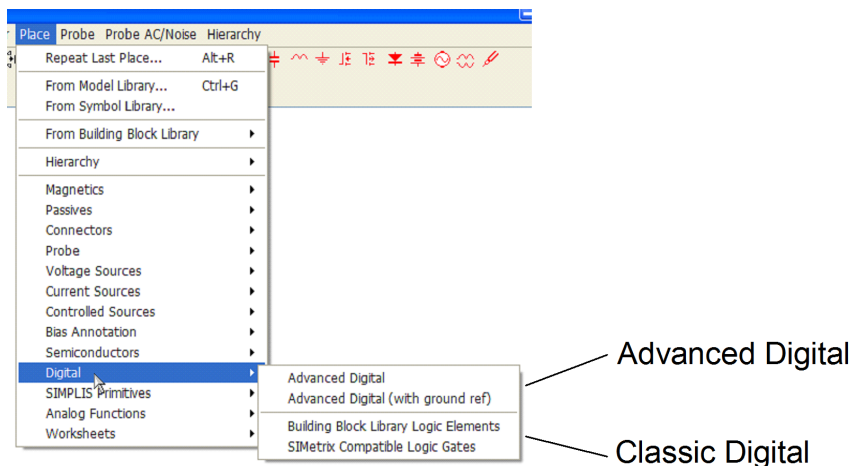 Place Probe Probe AC/Noise Hierarchy
Repeat Last Place... Alt+R
From Model Library... Ctrl+G
From Symbol Library...
From Building Block Library
Hierarchy
Magnetics
Passives
Connectors
Probe
Voltage Sources
Current Sources
Controlled Sources
Bias Annotation
Semiconductors
Digital
SIMPLIS Primitives
Analog Functions
Worksheets
Advanced Digital
Advanced Digital (with ground ref)
Building Block Library Logic Elements
SIMetrix Compatible Logic Gates
Advanced Digital
Classic Digital